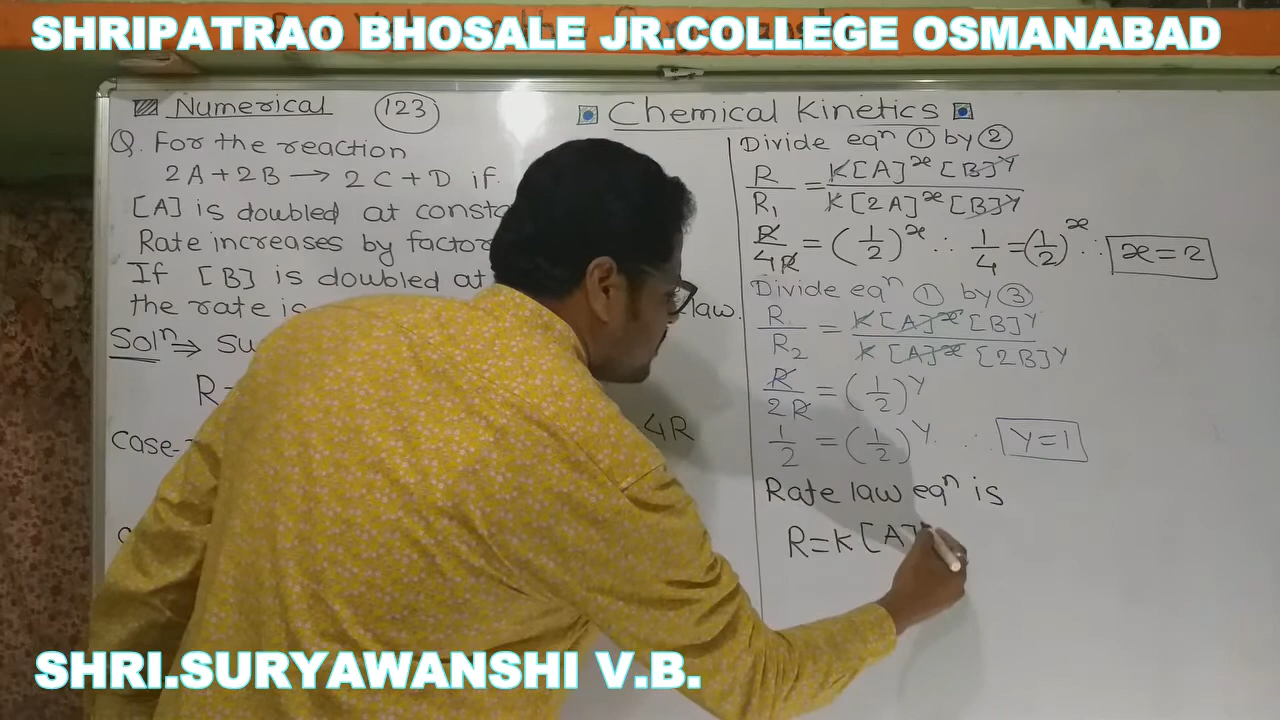 SHRIPATRAO BHOSALE JR.COLLEGE OSMANABAD
Numerical 123
Q. For the reaction
2A+2B → 2C+D if
[A] is doubled at
Rate increases by factor
If [B] is doubled at
the rate is law.
Solⁿ ⇒
R=
case-
4R
Chemical Kinetics
Divide eqⁿ ① by ②
R/R₁ = K[A]ˣ [B]ʸ / K[2A]ˣ [B]ʸ
R/4R = (1/2)ˣ ∴ 1/4 = (1/2)ˣ ∴ x=2
Divide eqⁿ ① by ③
R/R₂ = K[A]ˣ [B]ʸ / K[A]ˣ [2B]ʸ
R/2R = (1/2)ʸ
1/2 = (1/2)ʸ ∴ Y=1
Rate law eqⁿ is
R=K[A]
SHRI.SURYAWANSHI V.B.